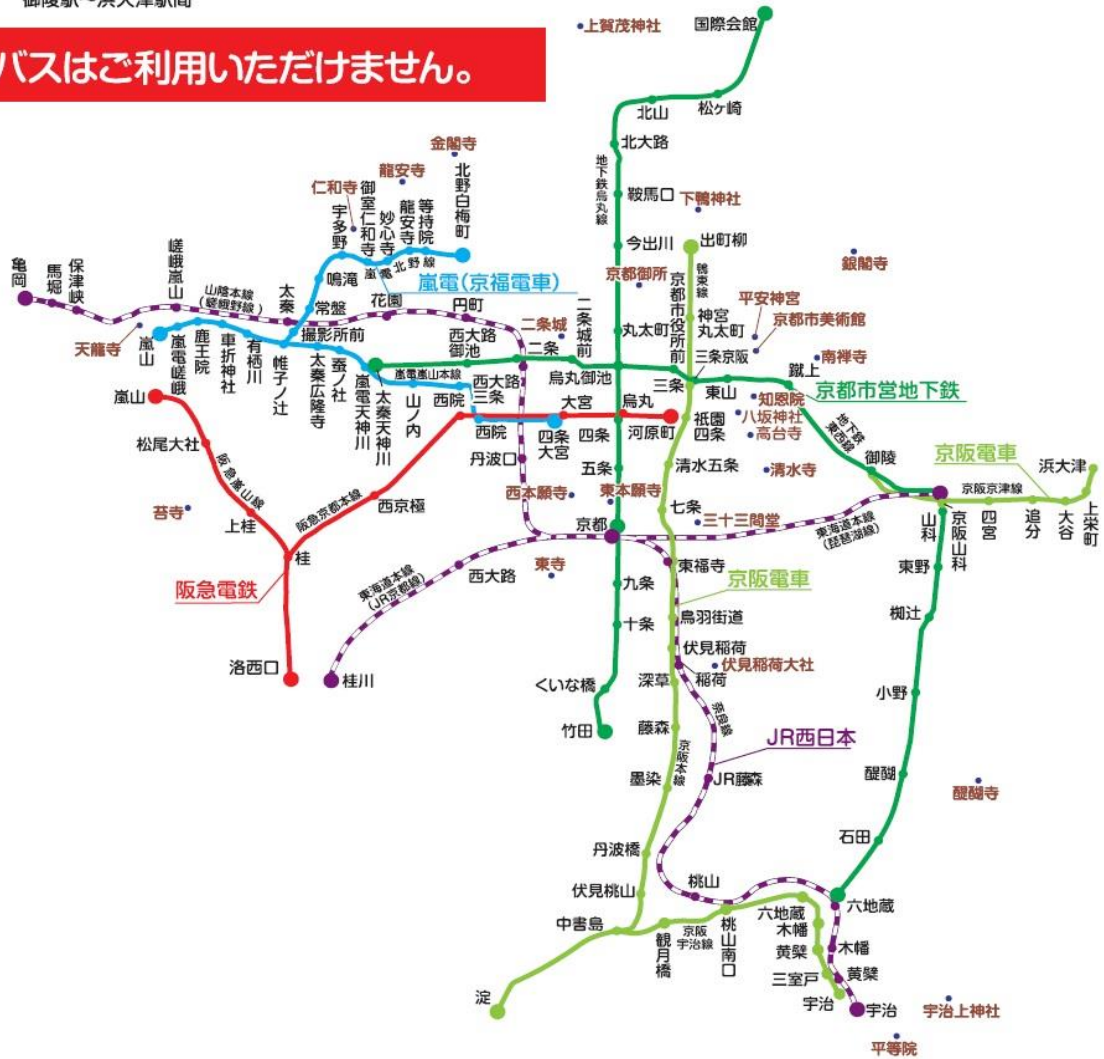 御陵駅〜浜大津駅間
バスはご利用いただけません。
上賀茂神社
国際会館
松ヶ崎
北山
北大路
地下鉄烏丸線
鞍馬口
下鴨神社
今出川
出町柳
京都御所
鴨東線
銀閣寺
金閣寺
龍安寺
仁和寺
北野白梅町
等持院
龍安寺
妙心寺
御室仁和寺
宇多野
嵐電北野線
鳴滝
嵐電(京福電車)
常盤
撮影所前
亀岡
馬堀
保津峡
嵯峨嵐山
山陰本線
(嵯峨野線)
太秦
花園
円町
二条城
二条城前
丸太町
京都市役所前
神宮
丸太町
平安神宮
京都市美術館
三条京阪
天龍寺
嵐山
嵐電嵯峨
鹿王院
車折神社
有栖川
帷子ノ辻
太秦広隆寺
蚕ノ社
嵐電天神川
太秦天神川
西大路
御池
二条
烏丸御池
三条
東山
蹴上
南禅寺
京都市営地下鉄
嵐電嵐山本線
山ノ内
西大路
三条
西院
西院
大宮
四条
大宮
烏丸
四条
河原町
祇園
四条
知恩院
八坂神社
高台寺
地下鉄
東西線
御陵
嵐山
松尾大社
阪急嵐山線
上桂
苔寺
阪急京都本線
西京極
桂
丹波口
五条
清水五条
清水寺
京阪電車
浜大津
京阪京津線
山科
京阪山科
四宮
追分
大谷
上栄町
西本願寺
東本願寺
七条
三十三間堂
京都
東海道本線
(琵琶湖線)
東野
阪急電鉄
東海道本線
(JR京都線)
西大路
東寺
九条
東福寺
京阪電車
十条
鳥羽街道
椥辻
伏見稲荷
伏見稲荷大社
稲荷
洛西口
桂川
くいな橋
深草
小野
奈良線
竹田
藤森
京阪本線
JR西日本
墨染
JR藤森
醍醐
醍醐寺
石田
丹波橋
伏見桃山
桃山
六地蔵
六地蔵
中書島
観月橋
京阪
宇治線
桃山南口
木幡
木幡
黄檗
黄檗
三室戸
淀
宇治
宇治
宇治上神社
平等院